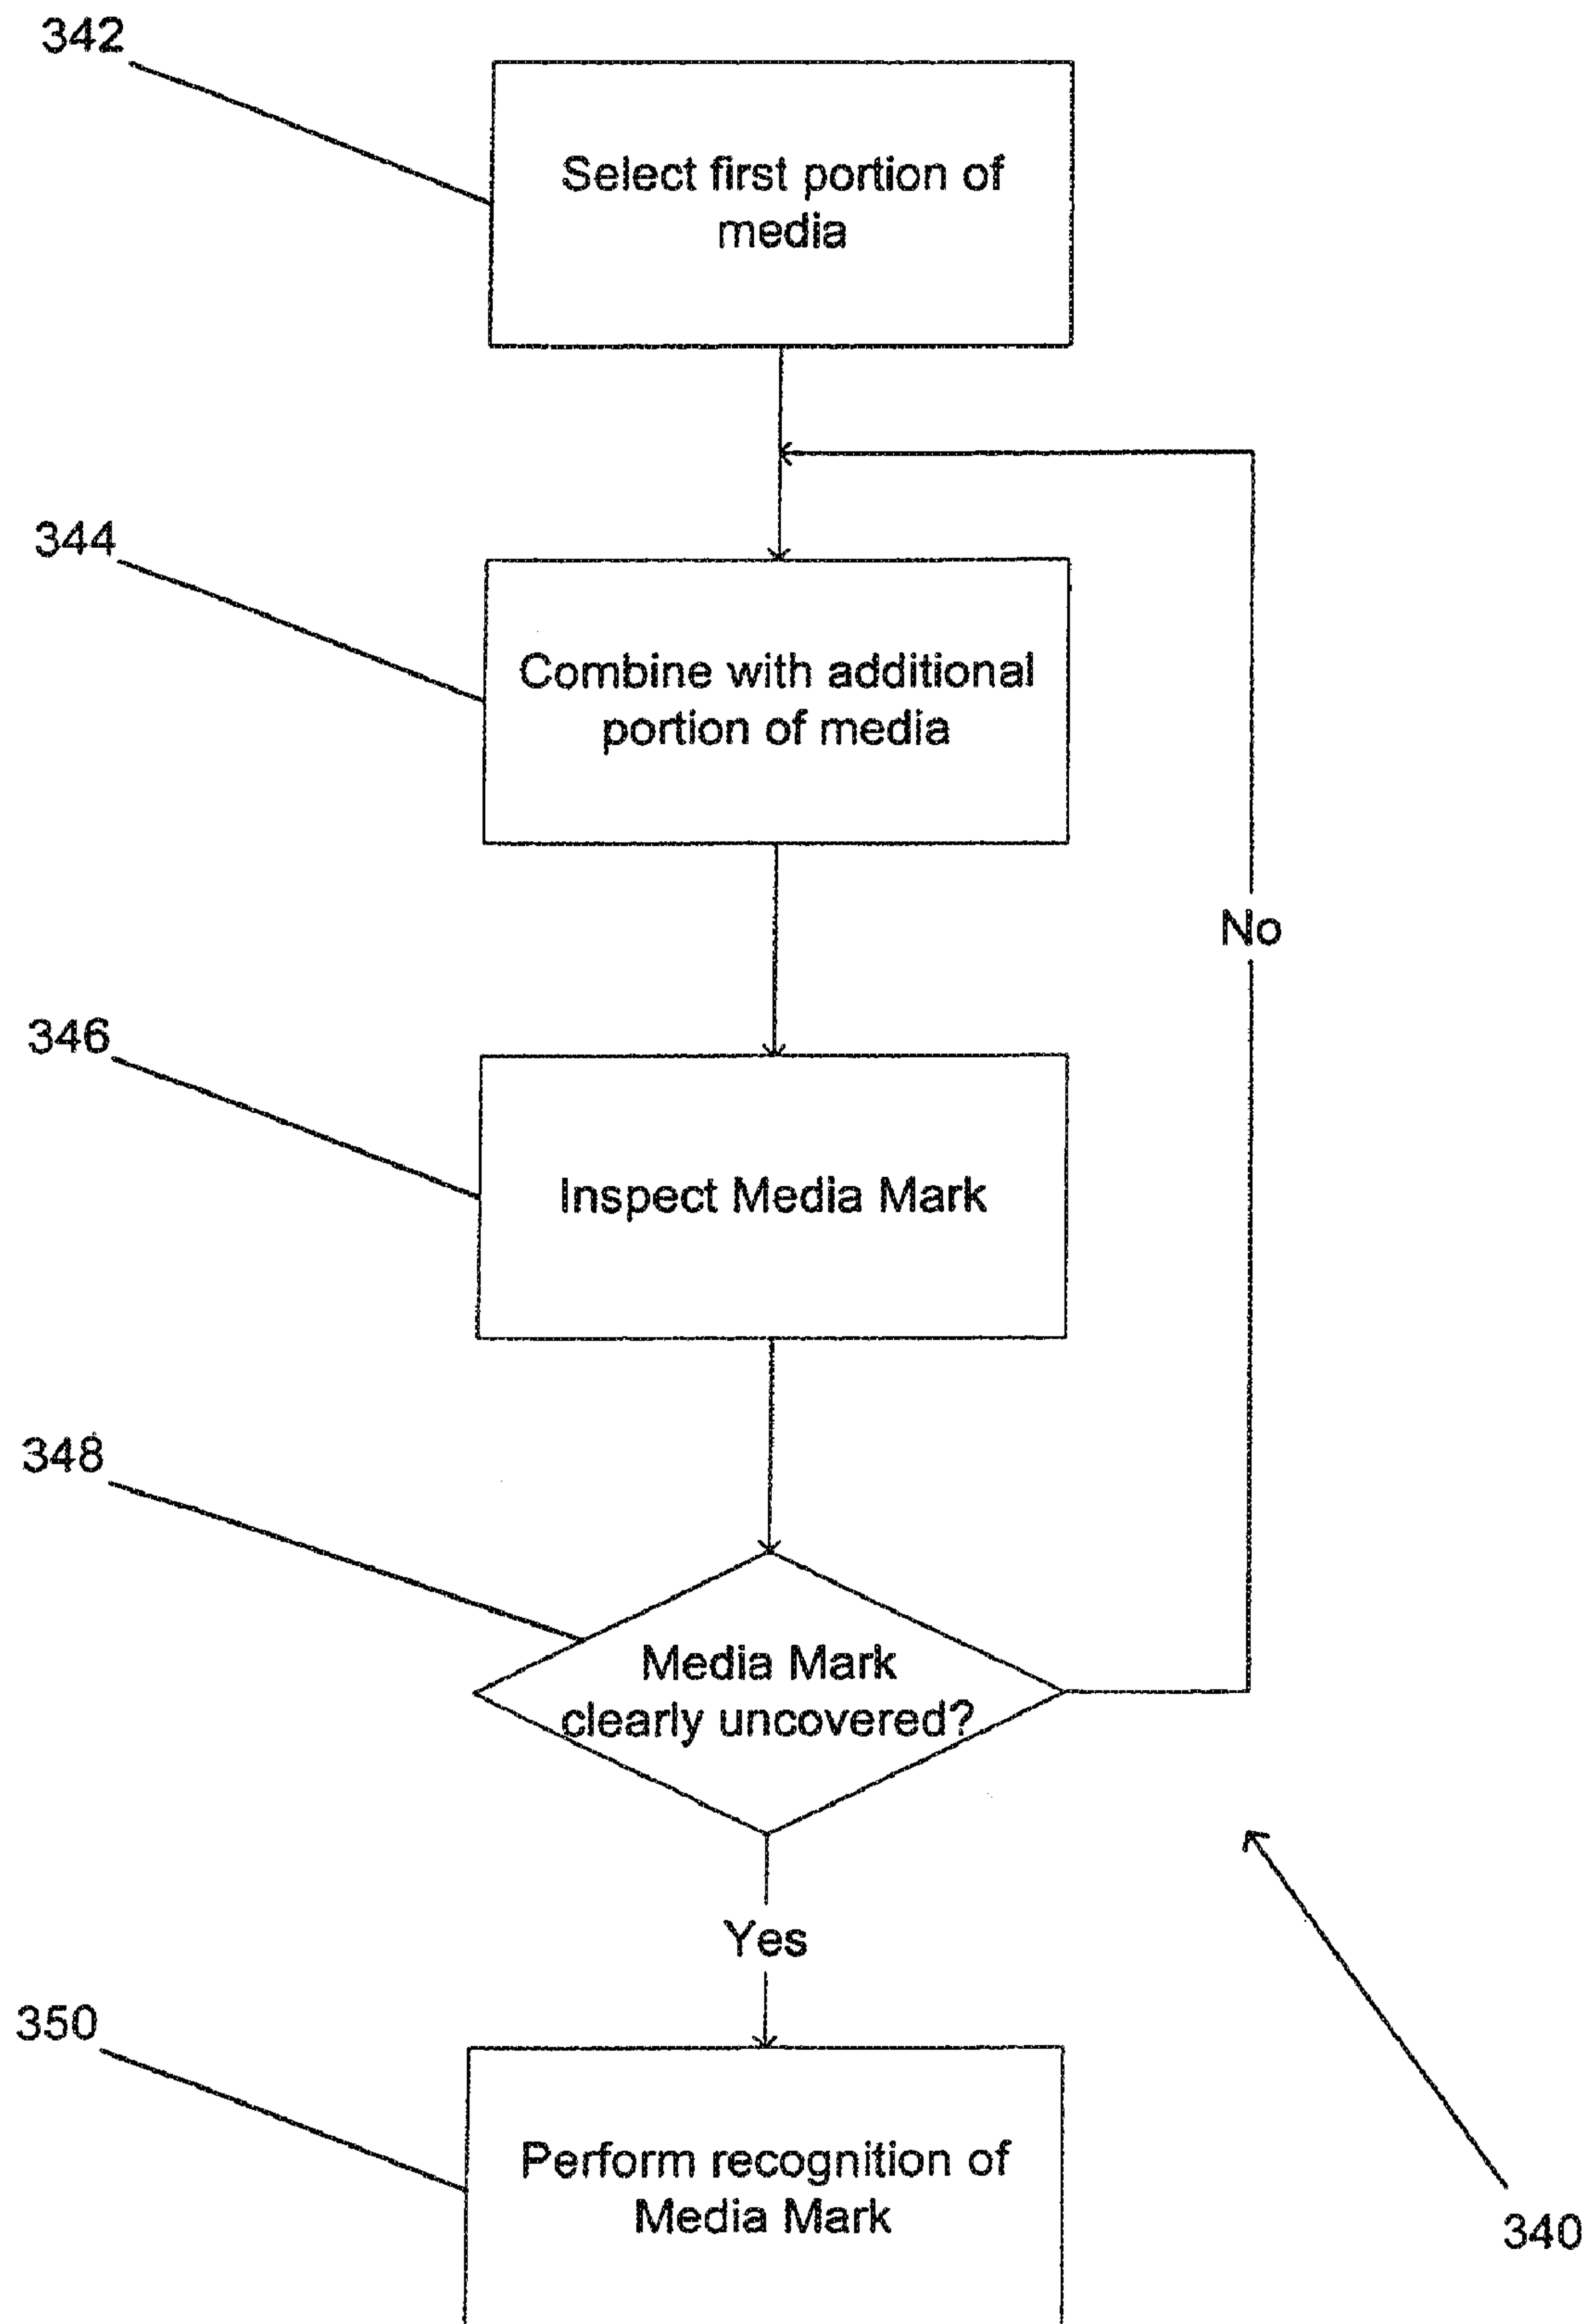 342
Select first portion of
media
344
Combine with additional
portion of media
No
346
Inspect Media Mark
348
Media Mark
clearly uncovered?
Yes
350
Perform recognition of
Media Mark
340